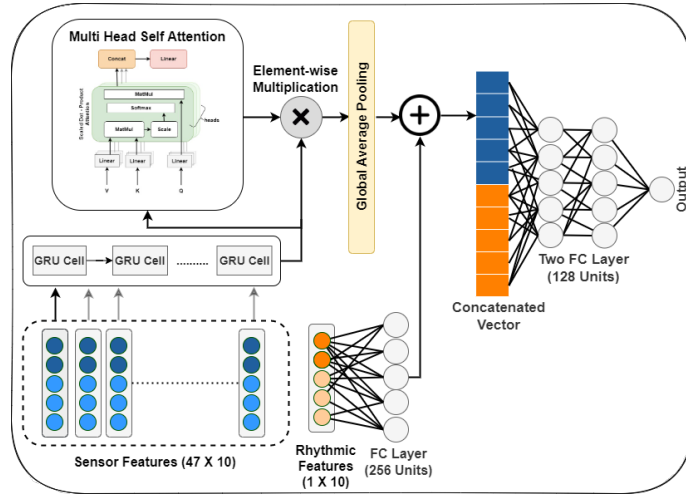 Multi Head Self Attention
Concat
Linear
MatMul
Softmax
MatMul
Scale
heads
Scaled Dot - Product
Attention
Linear
Linear
Linear
V
K
Q
Element-wise
Multiplication
Global Average Pooling
GRU Cell
GRU Cell
..........
GRU Cell
Sensor Features (47 X 10)
Rhythmic
Features
(1 X 10)
FC Layer
(256 Units)
Concatenated
Vector
Two FC Layer
(128 Units)
Output